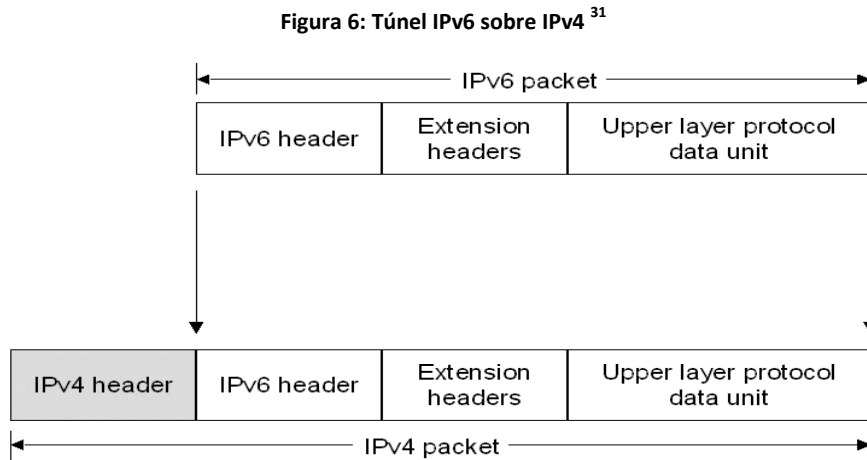 Figura 6: Túnel IPv6 sobre IPv4 31
IPv6 packet
IPv6 header
Extension
headers
Upper layer protocol
data unit
IPv4 header
IPv6 header
Extension
headers
Upper layer protocol
data unit
IPv4 packet